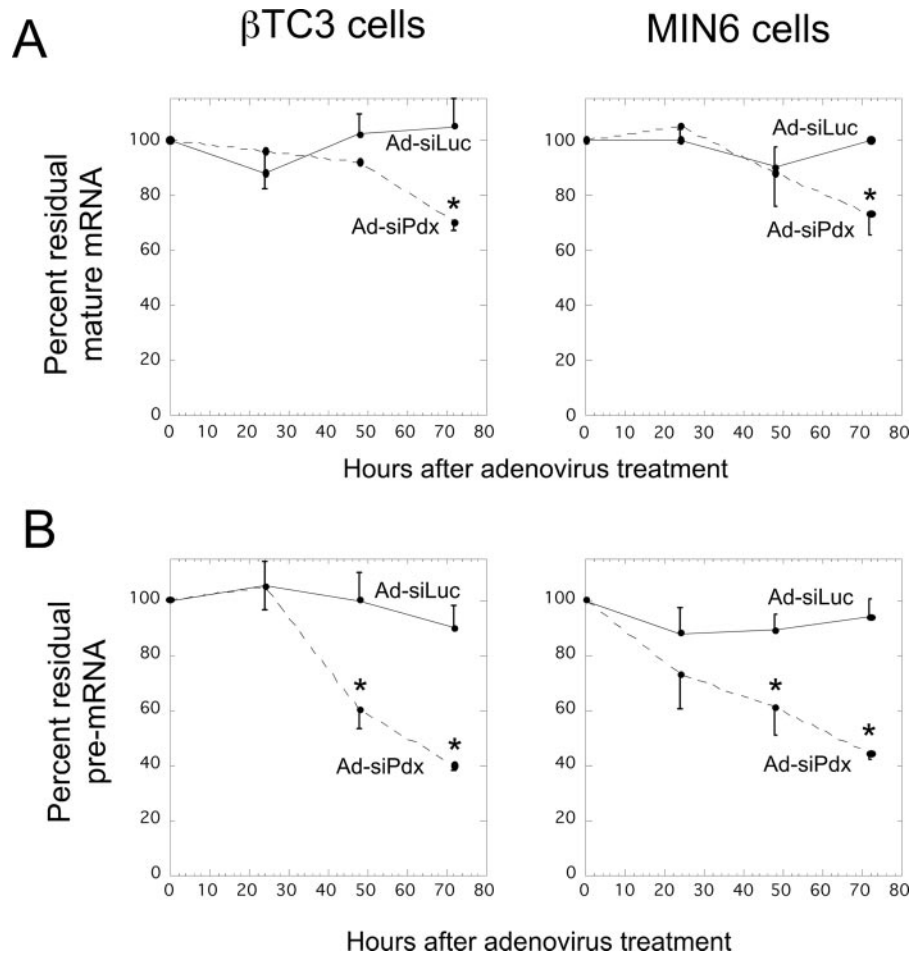 A
βTC3 cells
MIN6 cells
Percent residual
mature mRNA
100
80
60
40
20
0
Ad-siLuc
*
Ad-siPdx
0 10 20 30 40 50 60 70 80
100
80
60
40
20
0
Ad-siLuc
*
Ad-siPdx
0 10 20 30 40 50 60 70 80
Hours after adenovirus treatment
B
Percent residual
pre-mRNA
100
80
60
40
20
0
Ad-siLuc
*
*
Ad-siPdx
0 10 20 30 40 50 60 70 80
100
80
60
40
20
0
Ad-siLuc
*
*
Ad-siPdx
0 10 20 30 40 50 60 70 80
Hours after adenovirus treatment